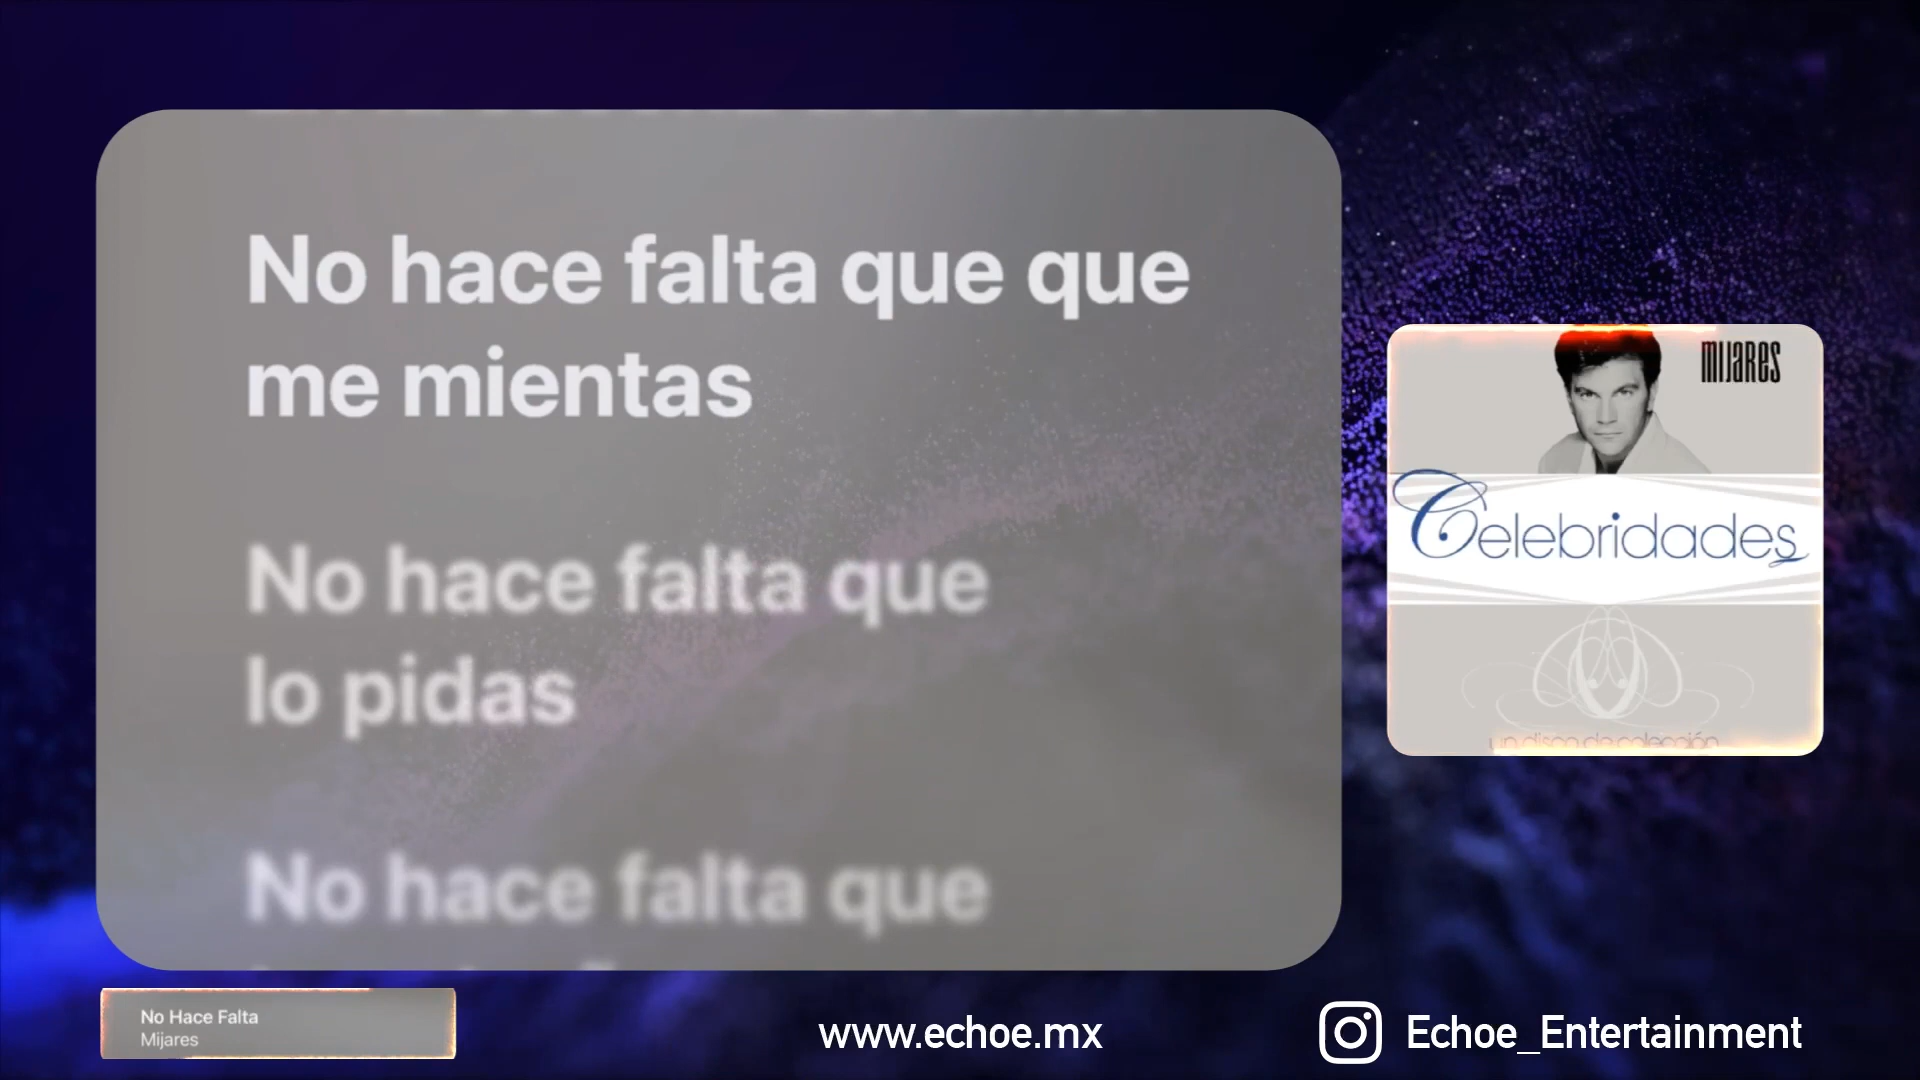 No hace falta que que
me mientas
No hace falta que
lo pidas
No hace falta que
mijares
Celebridades
un disco de colección
No Hace Falta
Mijares
www.echoe.mx
Echoe_Entertainment